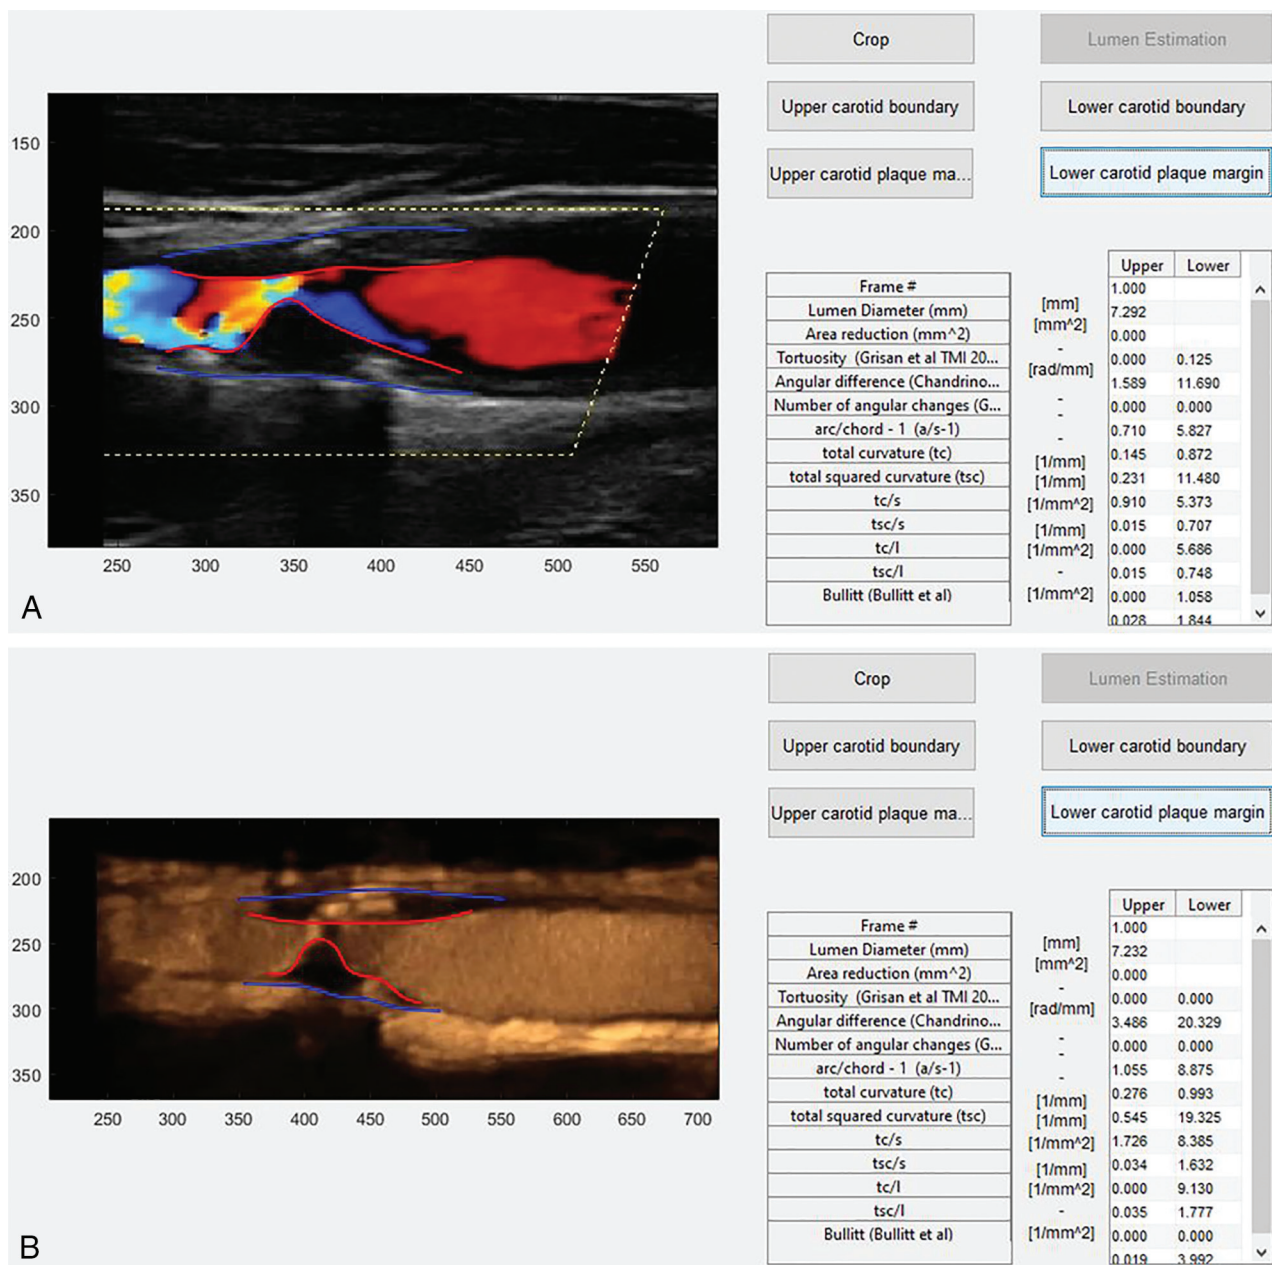 Crop
Lumen Estimation
Upper carotid boundary
Lower carotid boundary
Upper carotid plaque ma...
Lower carotid plaque margin
150
200
250
300
350
250
300
350
400
450
500
550
A
Frame #
Lumen Diameter (mm)
Area reduction (mm^2)
Tortuosity (Grisan et al TMI 20...
Angular difference (Chandrino...
Number of angular changes (G...
arc/chord - 1 (a/s-1)
total curvature (tc)
total squared curvature (tsc)
tc/s
tsc/s
tc/l
tsc/l
Bullitt (Bullitt et al)
[mm]
[mm^2]
-
[rad/mm]
-
-
-
[1/mm]
[1/mm]
[1/mm^2]
[1/mm]
[1/mm^2]
-
[1/mm^2]
Upper Lower
1.000
7.292
0.000
0.000 0.125
1.589 11.690
0.000 0.000
0.710 5.827
0.145 0.872
0.231 11.480
0.910 5.373
0.015 0.707
0.000 5.686
0.015 0.748
0.000 1.058
0.028 1.844
Crop
Lumen Estimation
Upper carotid boundary
Lower carotid boundary
Upper carotid plaque ma...
Lower carotid plaque margin
200
250
300
350
250
300
350
400
450
500
550
600
650
700
B
Frame #
Lumen Diameter (mm)
Area reduction (mm^2)
Tortuosity (Grisan et al TMI 20...
Angular difference (Chandrino...
Number of angular changes (G...
arc/chord - 1 (a/s-1)
total curvature (tc)
total squared curvature (tsc)
tc/s
tsc/s
tc/l
tsc/l
Bullitt (Bullitt et al)
[mm]
[mm^2]
-
[rad/mm]
-
-
-
[1/mm]
[1/mm]
[1/mm^2]
[1/mm]
[1/mm^2]
-
[1/mm^2]
Upper Lower
1.000
7.232
0.000
0.000 0.000
3.486 20.329
0.000 0.000
1.055 8.875
0.276 0.993
0.545 19.325
1.726 8.385
0.034 1.632
0.000 9.130
0.035 1.777
0.000 0.000
0.019 3.992